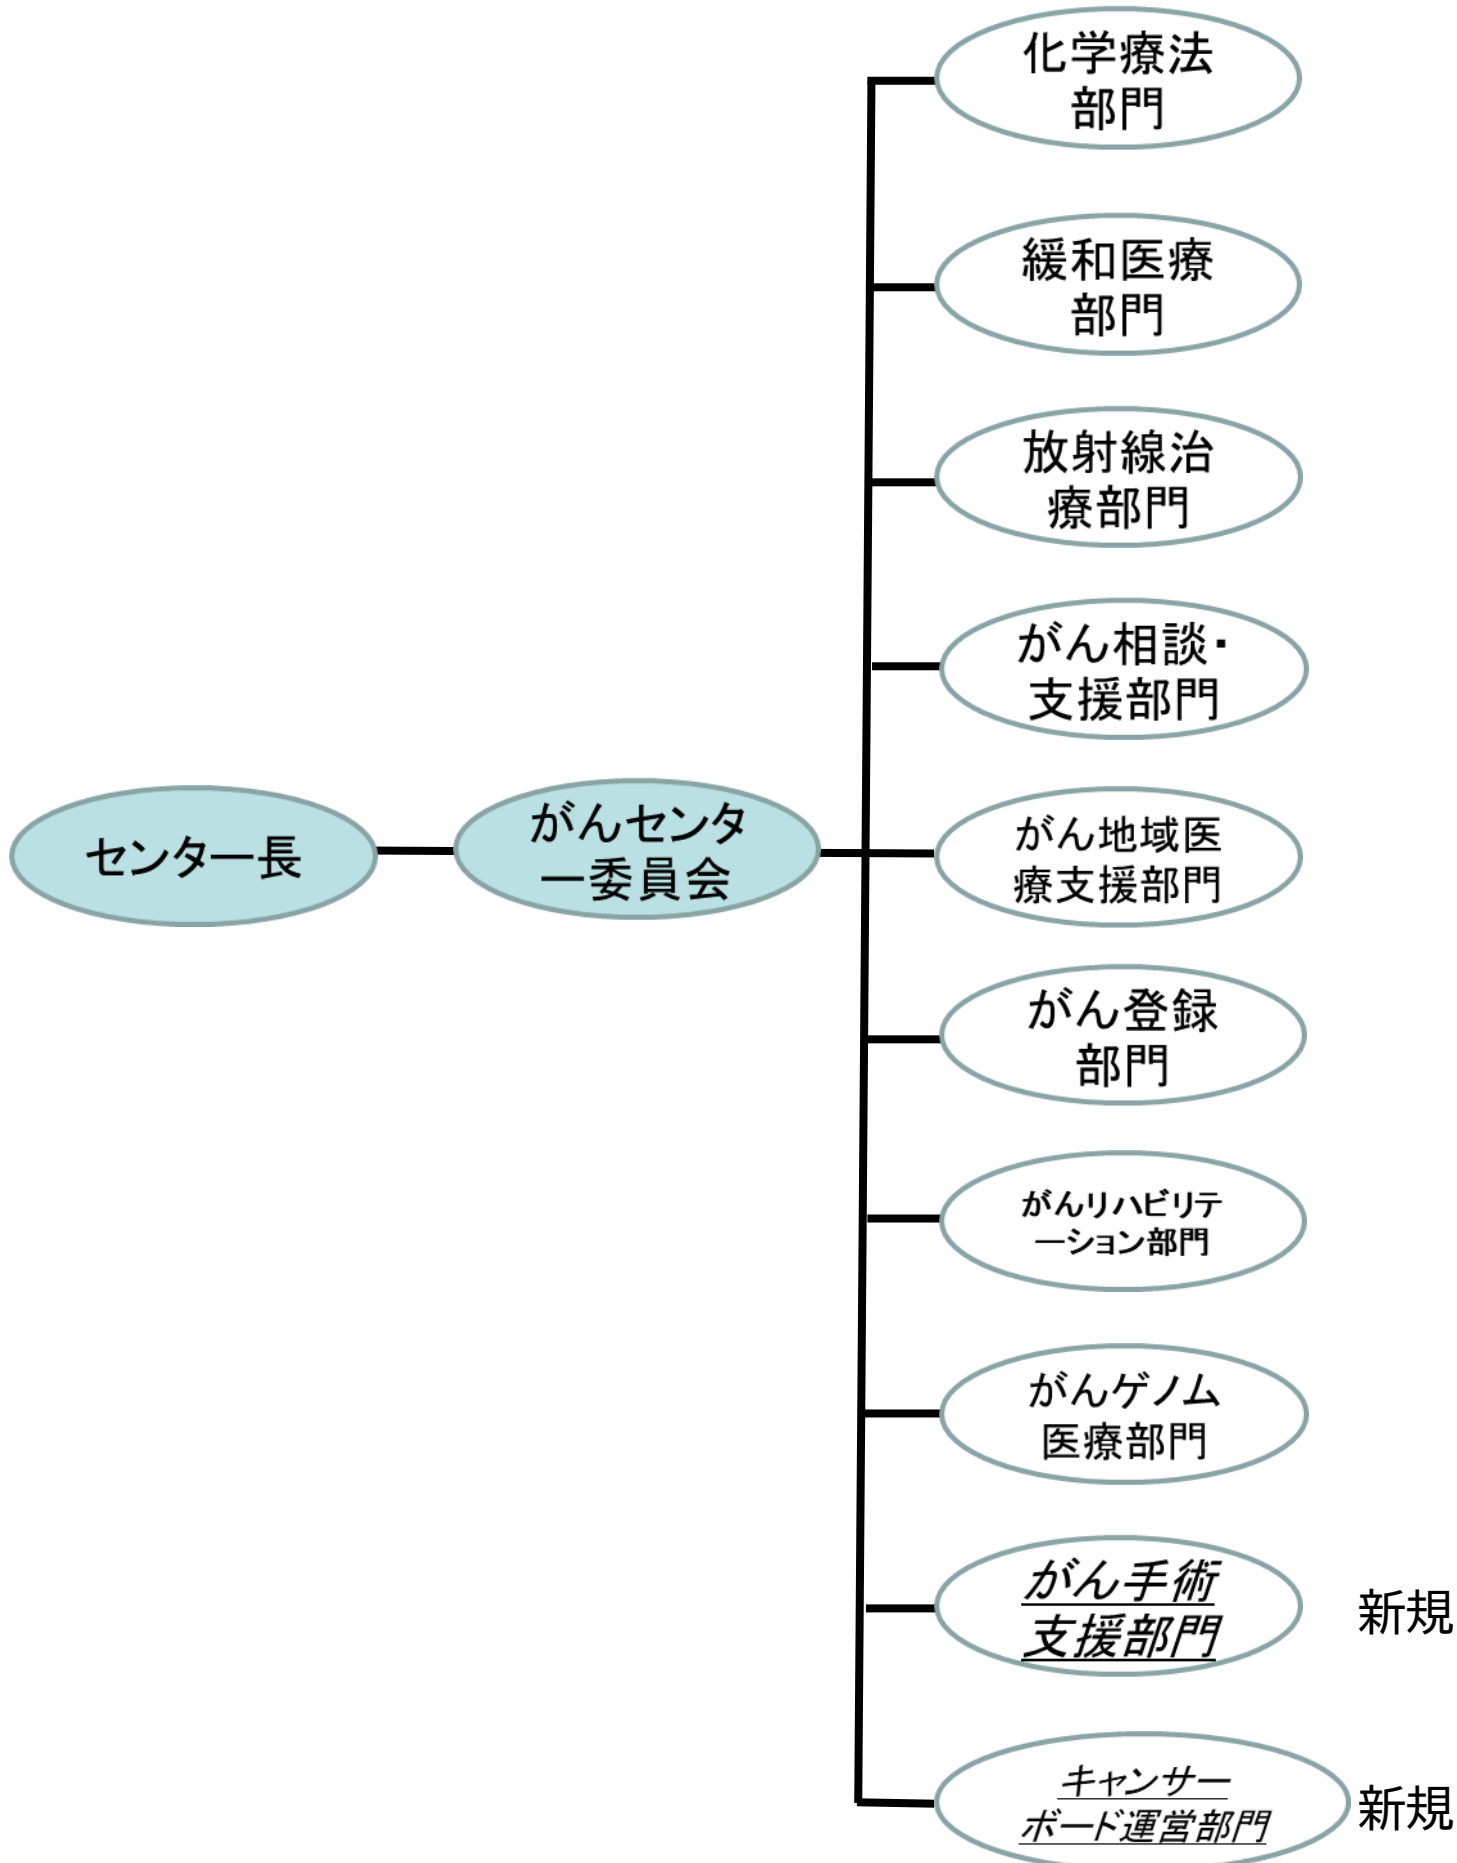 化学療法
部門
緩和医療
部門
放射線治
療部門
がん相談・
支援部門
センター長
がんセンタ
ー委員会
がん地域医
療支援部門
がん登録
部門
がんリハビリテ
ーション部門
がんゲノム
医療部門
がん手術
支援部門
新規
キャンサー
ボード運営部門
新規